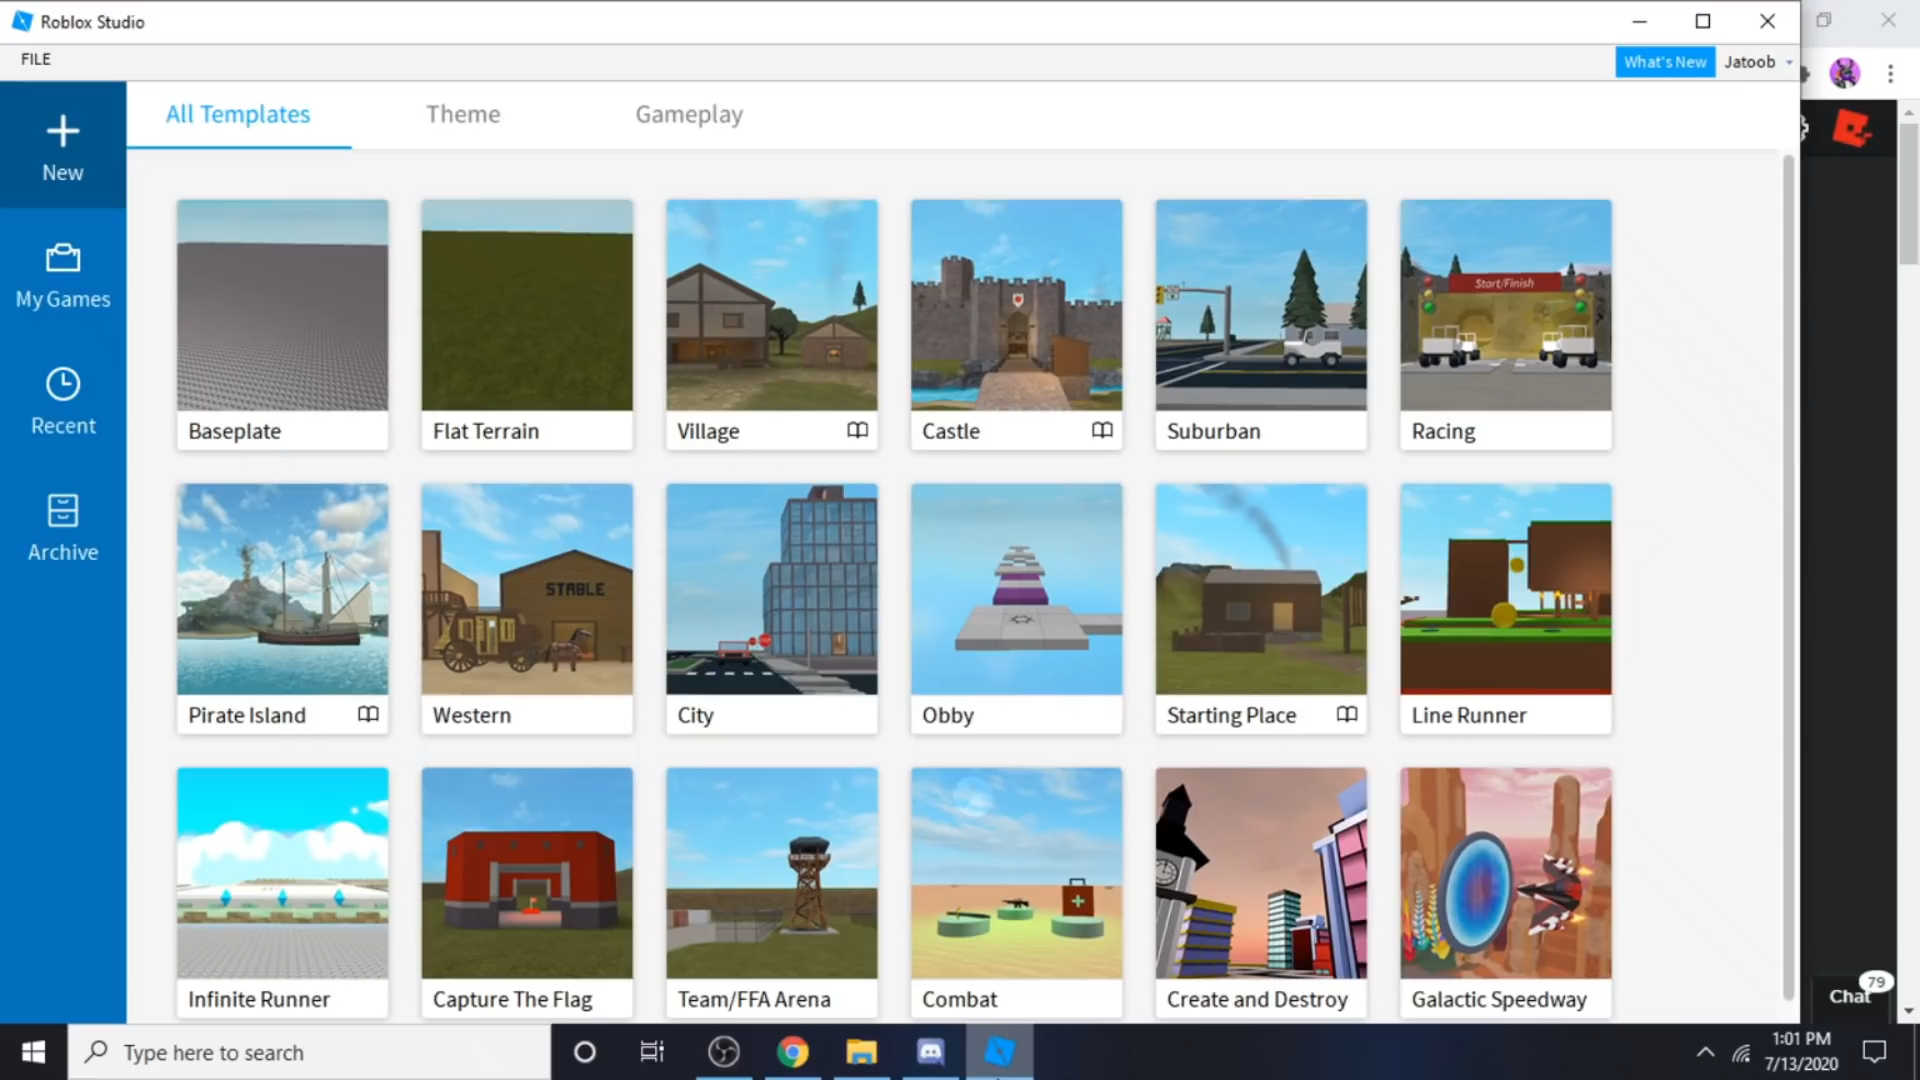 Roblox Studio
FILE
What's New
Jatoob
New
My Games
Recent
Archive
All Templates
Theme
Gameplay
Start/Finish
Baseplate
Flat Terrain
Village
Castle
Suburban
Racing
STABLE
Pirate Island
Western
City
Obby
Starting Place
Line Runner
Infinite Runner
Capture The Flag
Team/FFA Arena
Combat
Create and Destroy
Galactic Speedway
79
Chat
Type here to search
1:01 PM
7/13/2020